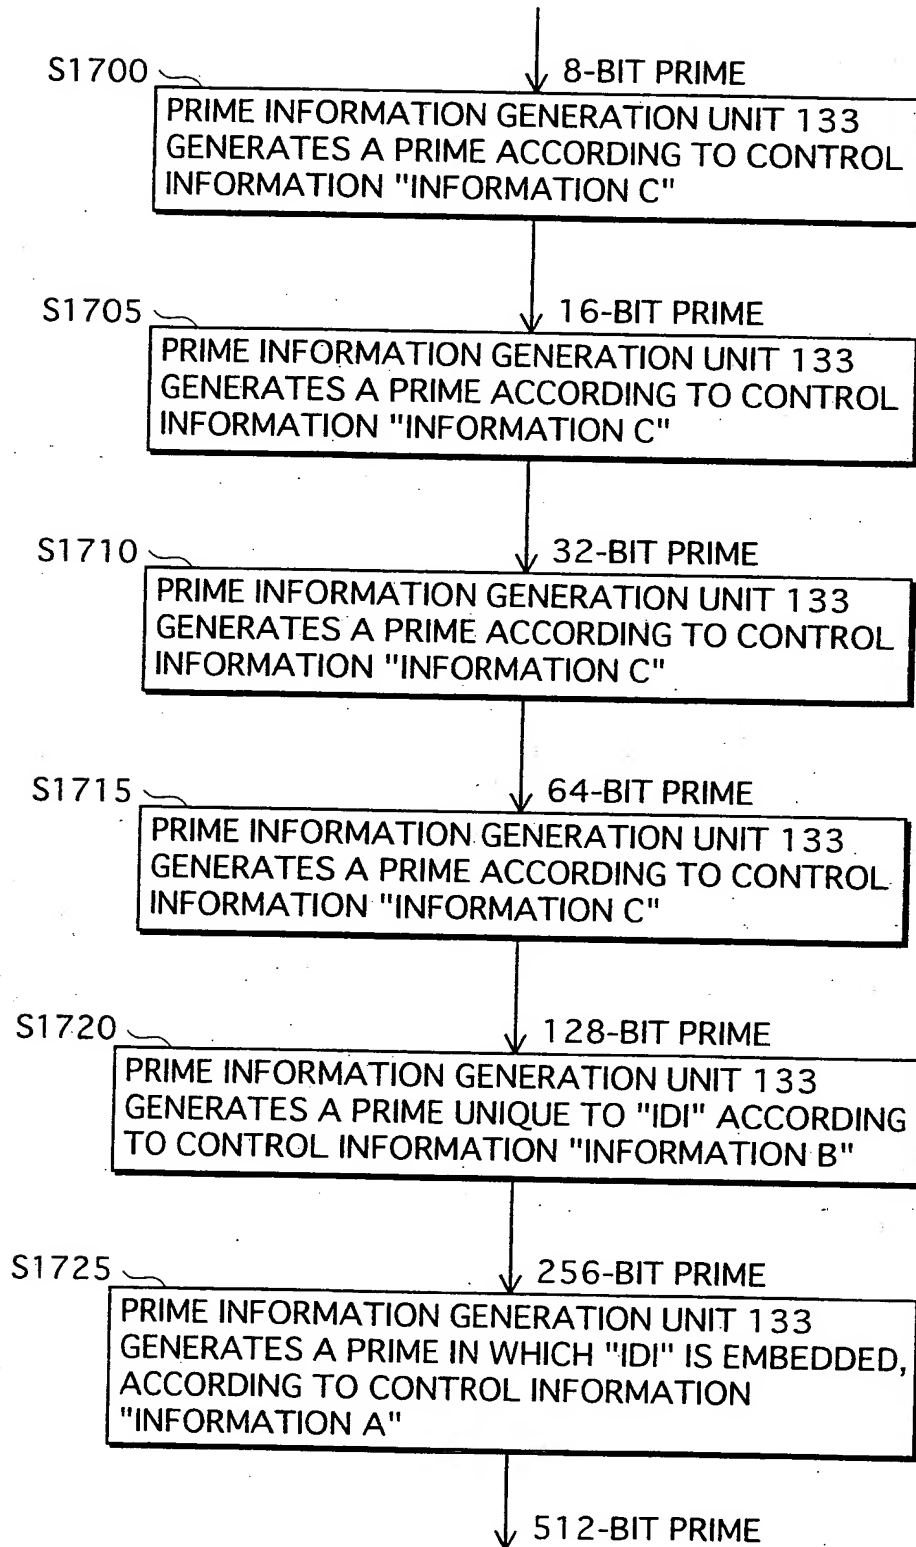 8-BIT PRIME
S1700
PRIME INFORMATION GENERATION UNIT 133
GENERATES A PRIME ACCORDING TO CONTROL
INFORMATION "INFORMATION C"
16-BIT PRIME
S1705
PRIME INFORMATION GENERATION UNIT 133
GENERATES A PRIME ACCORDING TO CONTROL
INFORMATION "INFORMATION C"
32-BIT PRIME
S1710
PRIME INFORMATION GENERATION UNIT 133
GENERATES A PRIME ACCORDING TO CONTROL
INFORMATION "INFORMATION C"
64-BIT PRIME
S1715
PRIME INFORMATION GENERATION UNIT 133
GENERATES A PRIME ACCORDING TO CONTROL
INFORMATION "INFORMATION C"
128-BIT PRIME
S1720
PRIME INFORMATION GENERATION UNIT 133
GENERATES A PRIME UNIQUE TO "IDI" ACCORDING
TO CONTROL INFORMATION "INFORMATION B"
256-BIT PRIME
S1725
PRIME INFORMATION GENERATION UNIT 133
GENERATES A PRIME IN WHICH "IDI" IS EMBEDDED,
ACCORDING TO CONTROL INFORMATION
"INFORMATION A"
512-BIT PRIME